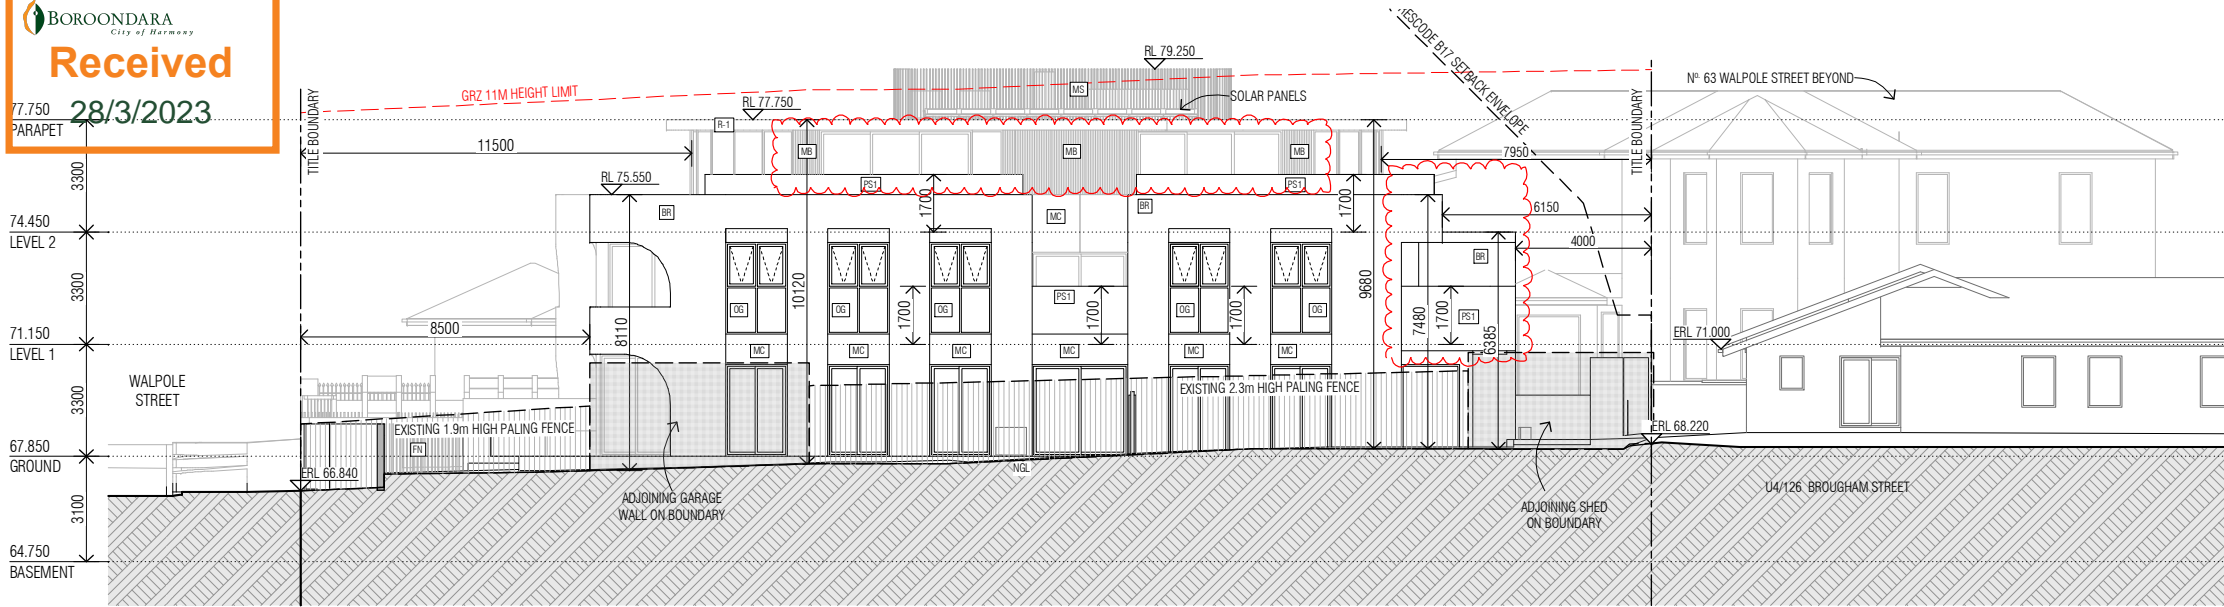 BOROONDARA
City of Harmony
Received
28/3/2023
77.750
PARAPET
3300
74.450
LEVEL 2
3300
71.150
LEVEL 1
3300
67.850
GROUND
3100
64.750
BASEMENT
WALPOLE
STREET
TITLE BOUNDARY
GRZ 11M HEIGHT LIMIT
11500
8500
RL 75.550
RL 77.750
RL 79.250
R-1
MS
SOLAR PANELS
MB
MB
MB
PS1
PS1
BR
MC
BR
1700
1700
10120
8110
9680
7480
6385
OG
OG
OG
PS1
OG
OG
1700
1700
1700
1700
MC
MC
MC
MC
MC
MC
BR
PS1
RESCODE B17 SETBACK ENVELOPE
7950
6150
4000
TITLE BOUNDARY
Nº 63 WALPOLE STREET BEYOND
ERL 71.000
ERL 68.220
EXISTING 1.9m HIGH PALING FENCE
FN
ERL 66.840
EXISTING 2.3m HIGH PALING FENCE
NGL
ADJOINING GARAGE
WALL ON BOUNDARY
ADJOINING SHED
ON BOUNDARY
U4/126 BROUGHAM STREET